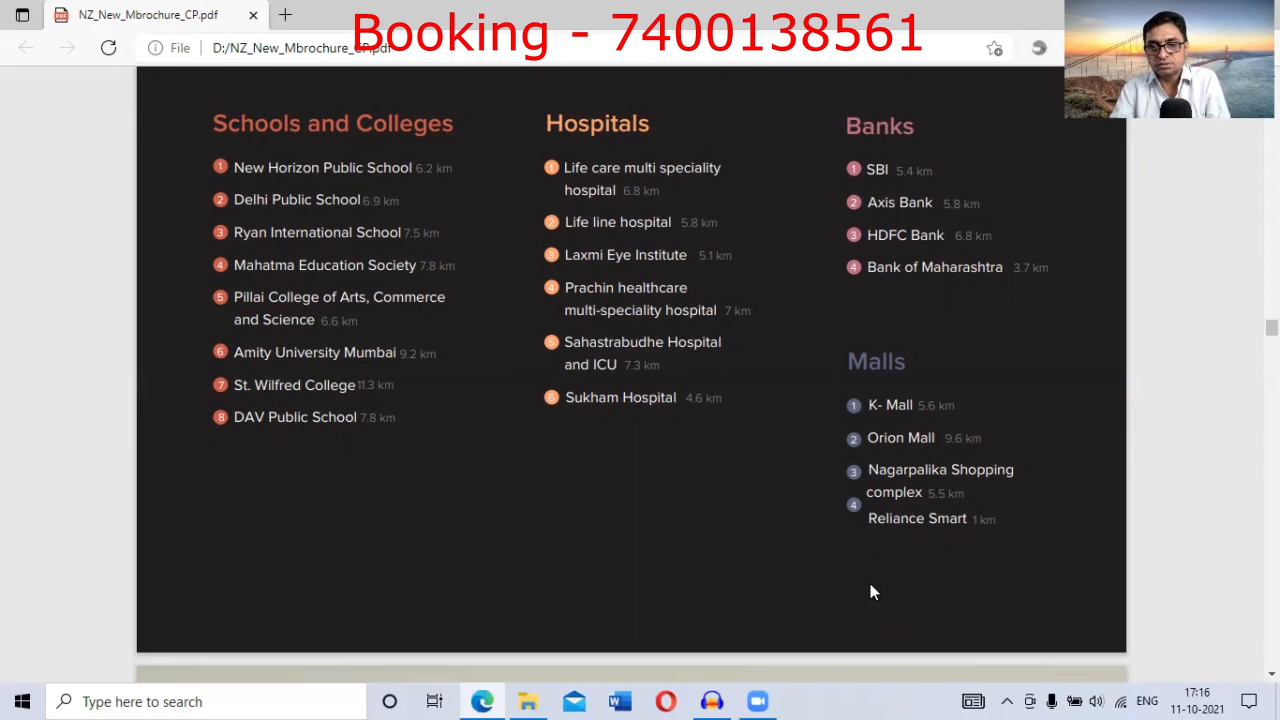 NZ_New_Mbrochure_CP.pdf
Booking - 7400138561
File D:/NZ_New_Mbrochure_CP.pdf
Schools and Colleges
1 New Horizon Public School 6.2 km
2 Delhi Public School 6.9 km
3 Ryan International School 7.5 km
4 Mahatma Education Society 7.8 km
5 Pillai College of Arts, Commerce
and Science 6.6 km
6 Amity University Mumbai 9.2 km
7 St. Wilfred College 11.3 km
8 DAV Public School 7.8 km
Hospitals
1 Life care multi speciality
hospital 6.8 km
2 Life line hospital 5.8 km
3 Laxmi Eye Institute 5.1 km
4 Prachin healthcare
multi-speciality hospital 7 km
5 Sahastrabudhe Hospital
and ICU 7.3 km
6 Sukham Hospital 4.6 km
Banks
1 SBI 5.4 km
2 Axis Bank 5.8 km
3 HDFC Bank 6.8 km
4 Bank of Maharashtra 3.7 km
Malls
1 K- Mall 5.6 km
2 Orion Mall 9.6 km
3 Nagarpalika Shopping
complex 5.5 km
4 Reliance Smart 1 km
Type here to search
ENG
17:16
11-10-2021